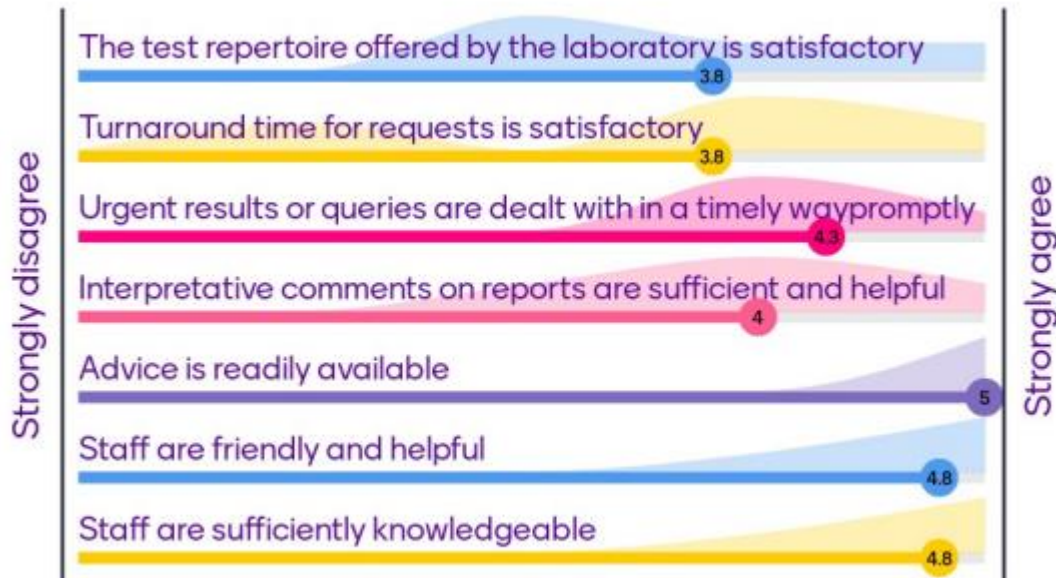 The test repertoire offered by the laboratory is satisfactory
3.8
Turnaround time for requests is satisfactory
3.8
Urgent results or queries are dealt with in a timely waypromptly
4.3
Interpretative comments on reports are sufficient and helpful
4
Advice is readily available
5
Staff are friendly and helpful
4.8
Staff are sufficiently knowledgeable
4.8
Strongly disagree
Strongly agree